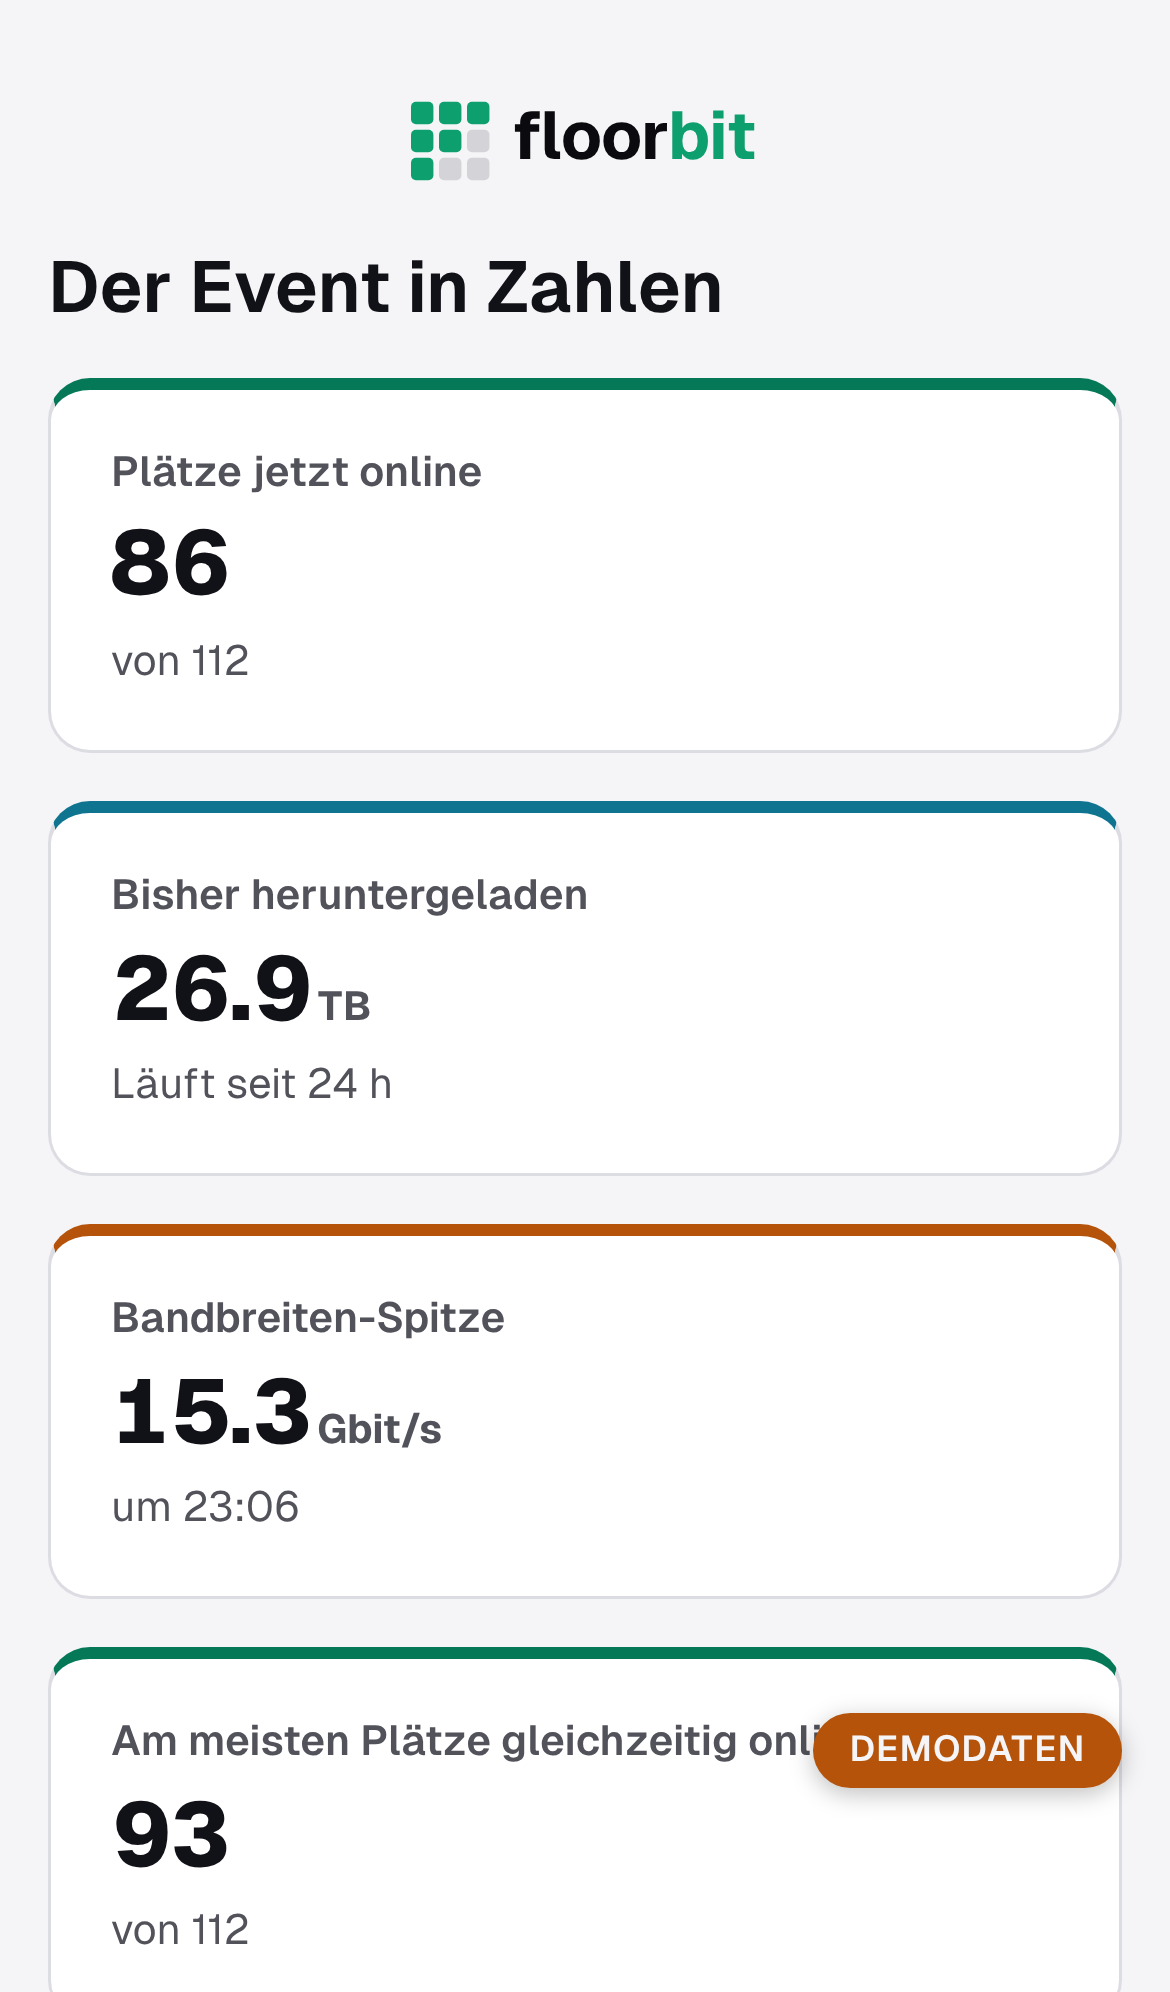 floorbit
Der Event in Zahlen
Plätze jetzt online
86
von 112
Bisher heruntergeladen
26.9 TB
Läuft seit 24 h
Bandbreiten-Spitze
15.3 Gbit/s
um 23:06
Am meisten Plätze gleichzeitig
DEMODATEN
93
von 112